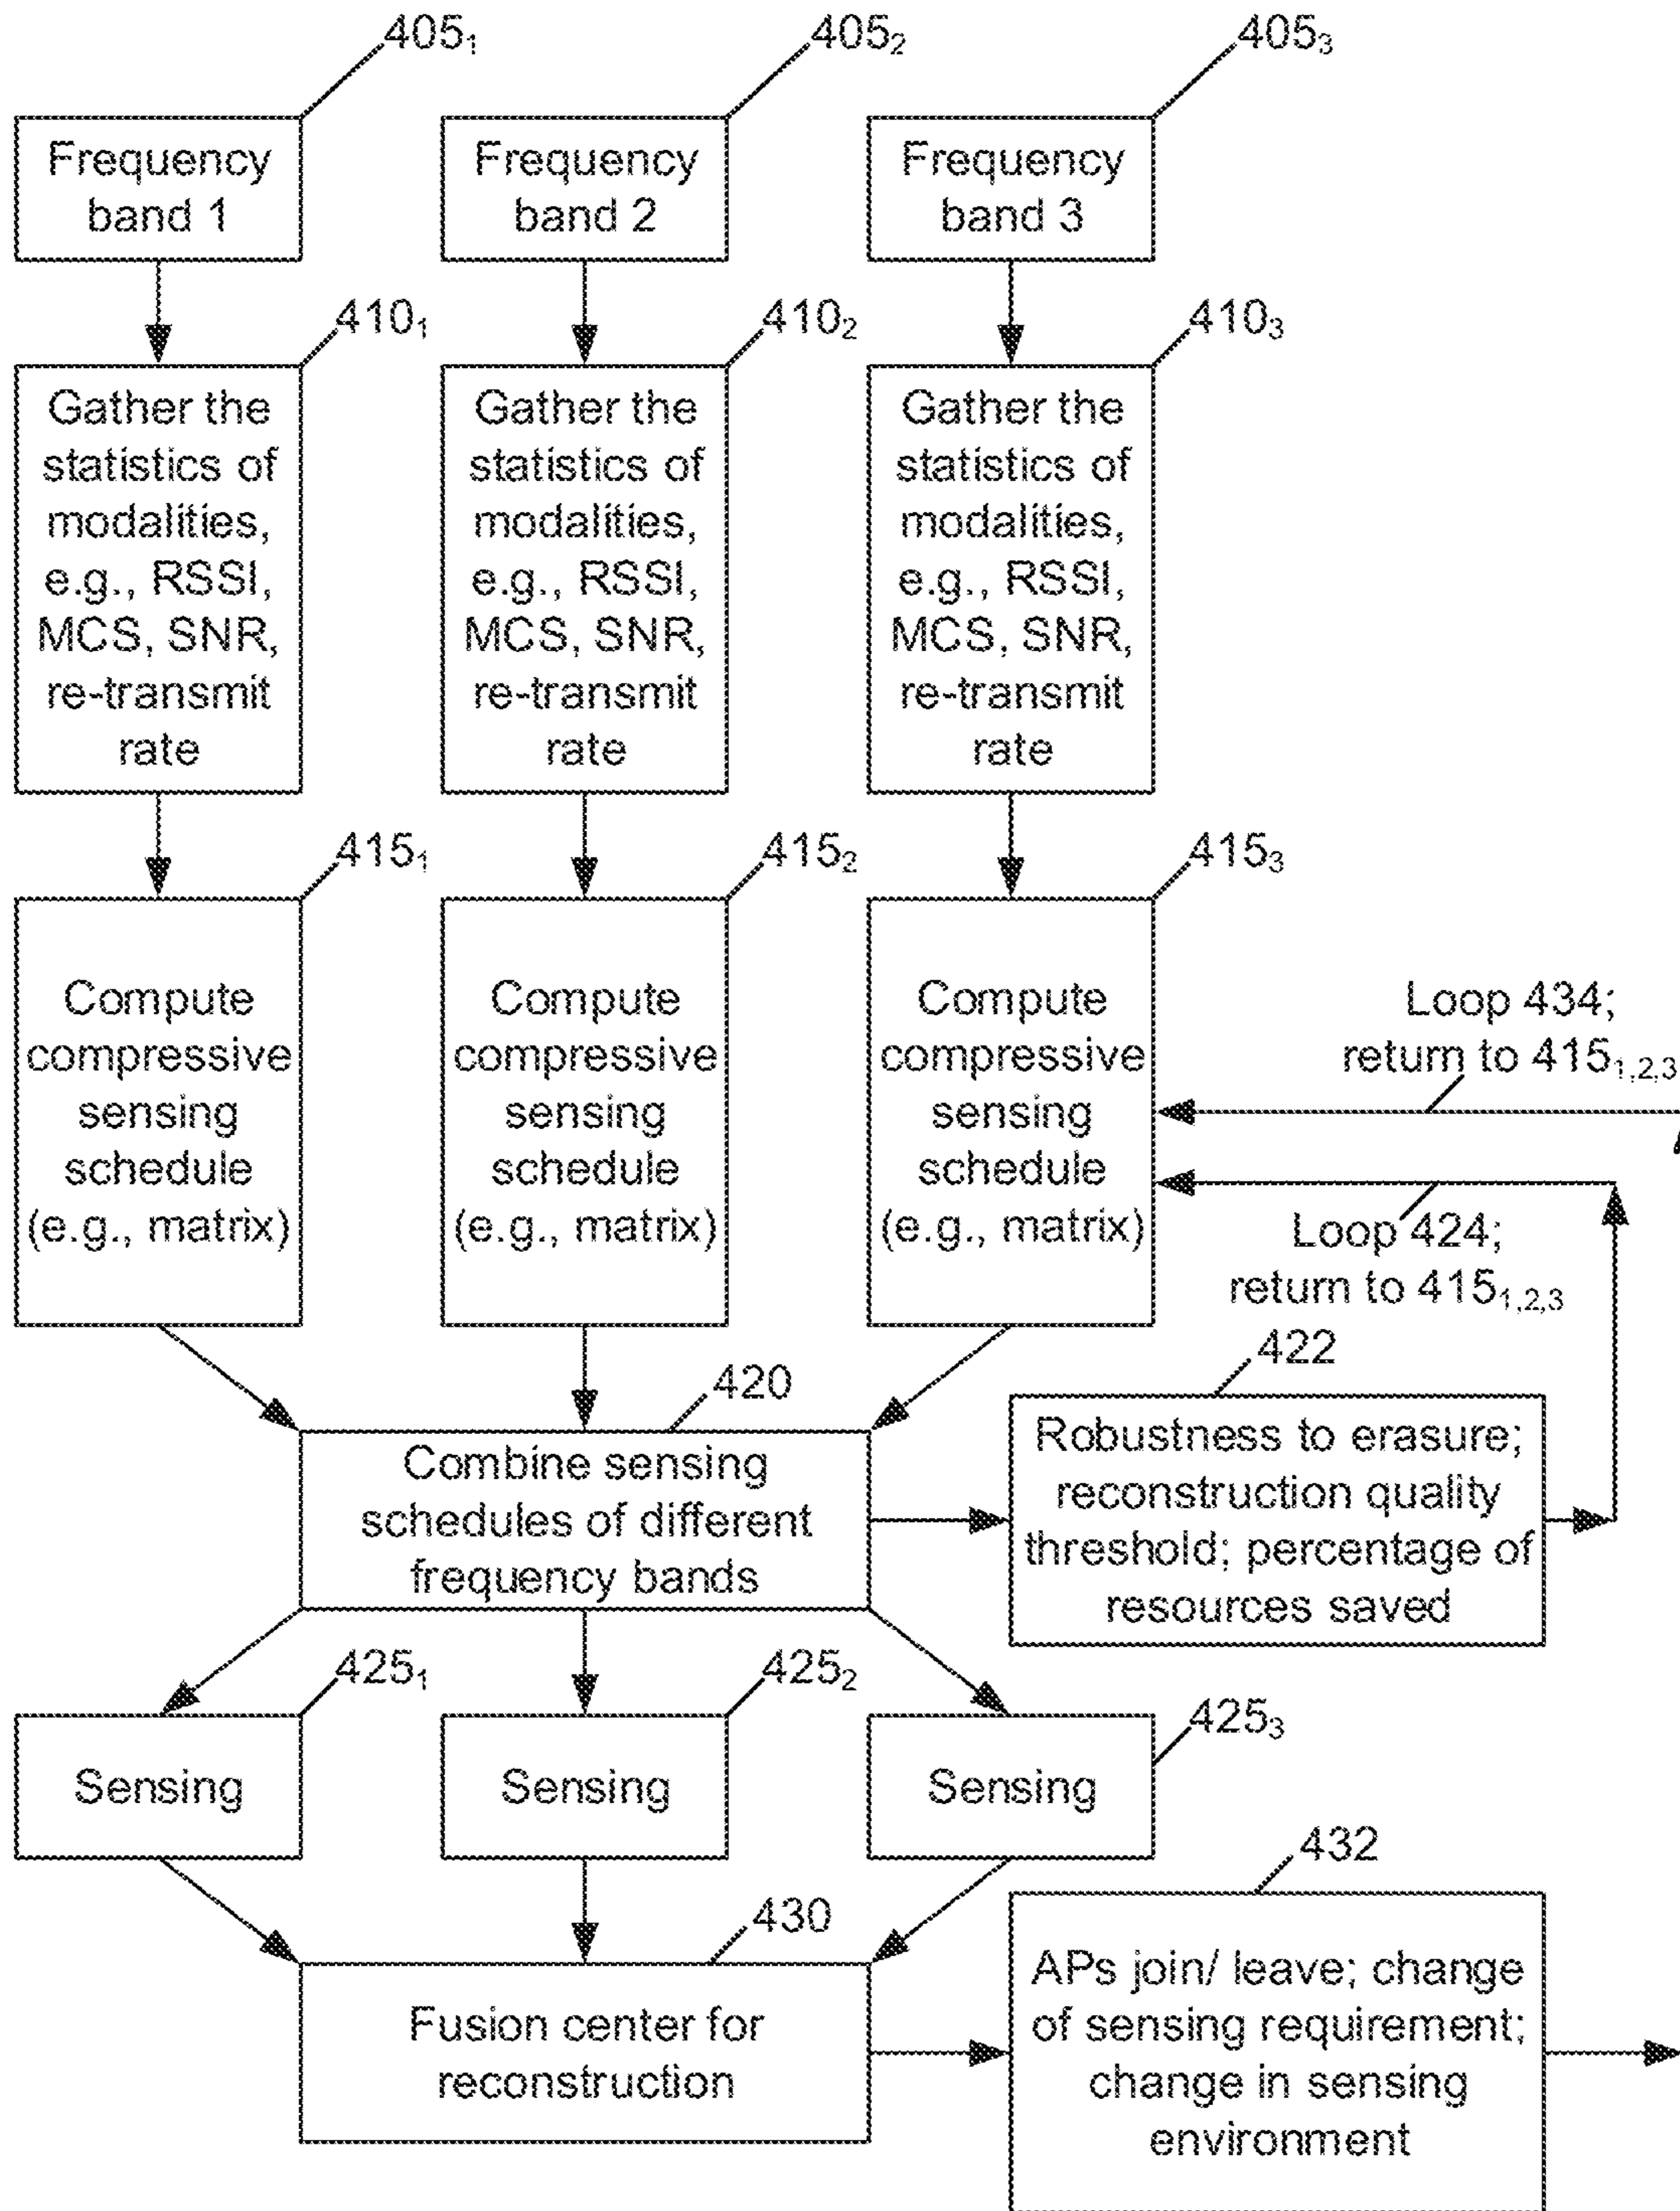 405₁
405₂
405₃
Frequency
band 1
Frequency
band 2
Frequency
band 3
410₁
410₂
410₃
Gather the
statistics of
modalities,
e.g., RSSI,
MCS, SNR,
re-transmit
rate
Gather the
statistics of
modalities,
e.g., RSSI,
MCS, SNR,
re-transmit
rate
Gather the
statistics of
modalities,
e.g., RSSI,
MCS, SNR,
re-transmit
rate
415₁
415₂
415₃
Compute
compressive
sensing
schedule
(e.g., matrix)
Compute
compressive
sensing
schedule
(e.g., matrix)
Compute
compressive
sensing
schedule
(e.g., matrix)
Loop 434;
return to 415₁,₂,₃
Loop 424;
return to 415₁,₂,₃
420
422
Combine sensing
schedules of different
frequency bands
Robustness to erasure;
reconstruction quality
threshold; percentage of
resources saved
425₁
425₂
425₃
Sensing
Sensing
Sensing
430
432
Fusion center for
reconstruction
APs join/ leave; change
of sensing requirement;
change in sensing
environment